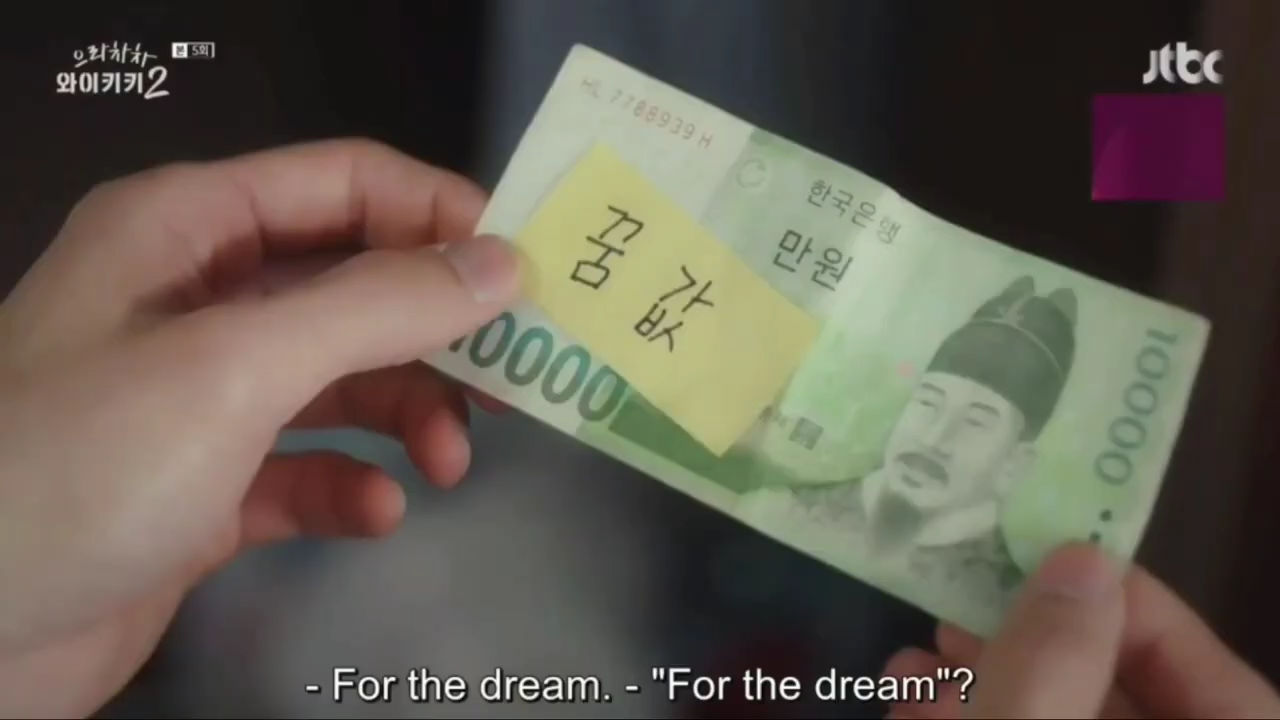 으라차차
와이키키2
본 5회
jtbc
HL 7788939 H
한국은행
만원
꿈 값
10000
10000
- For the dream. - "For the dream"?